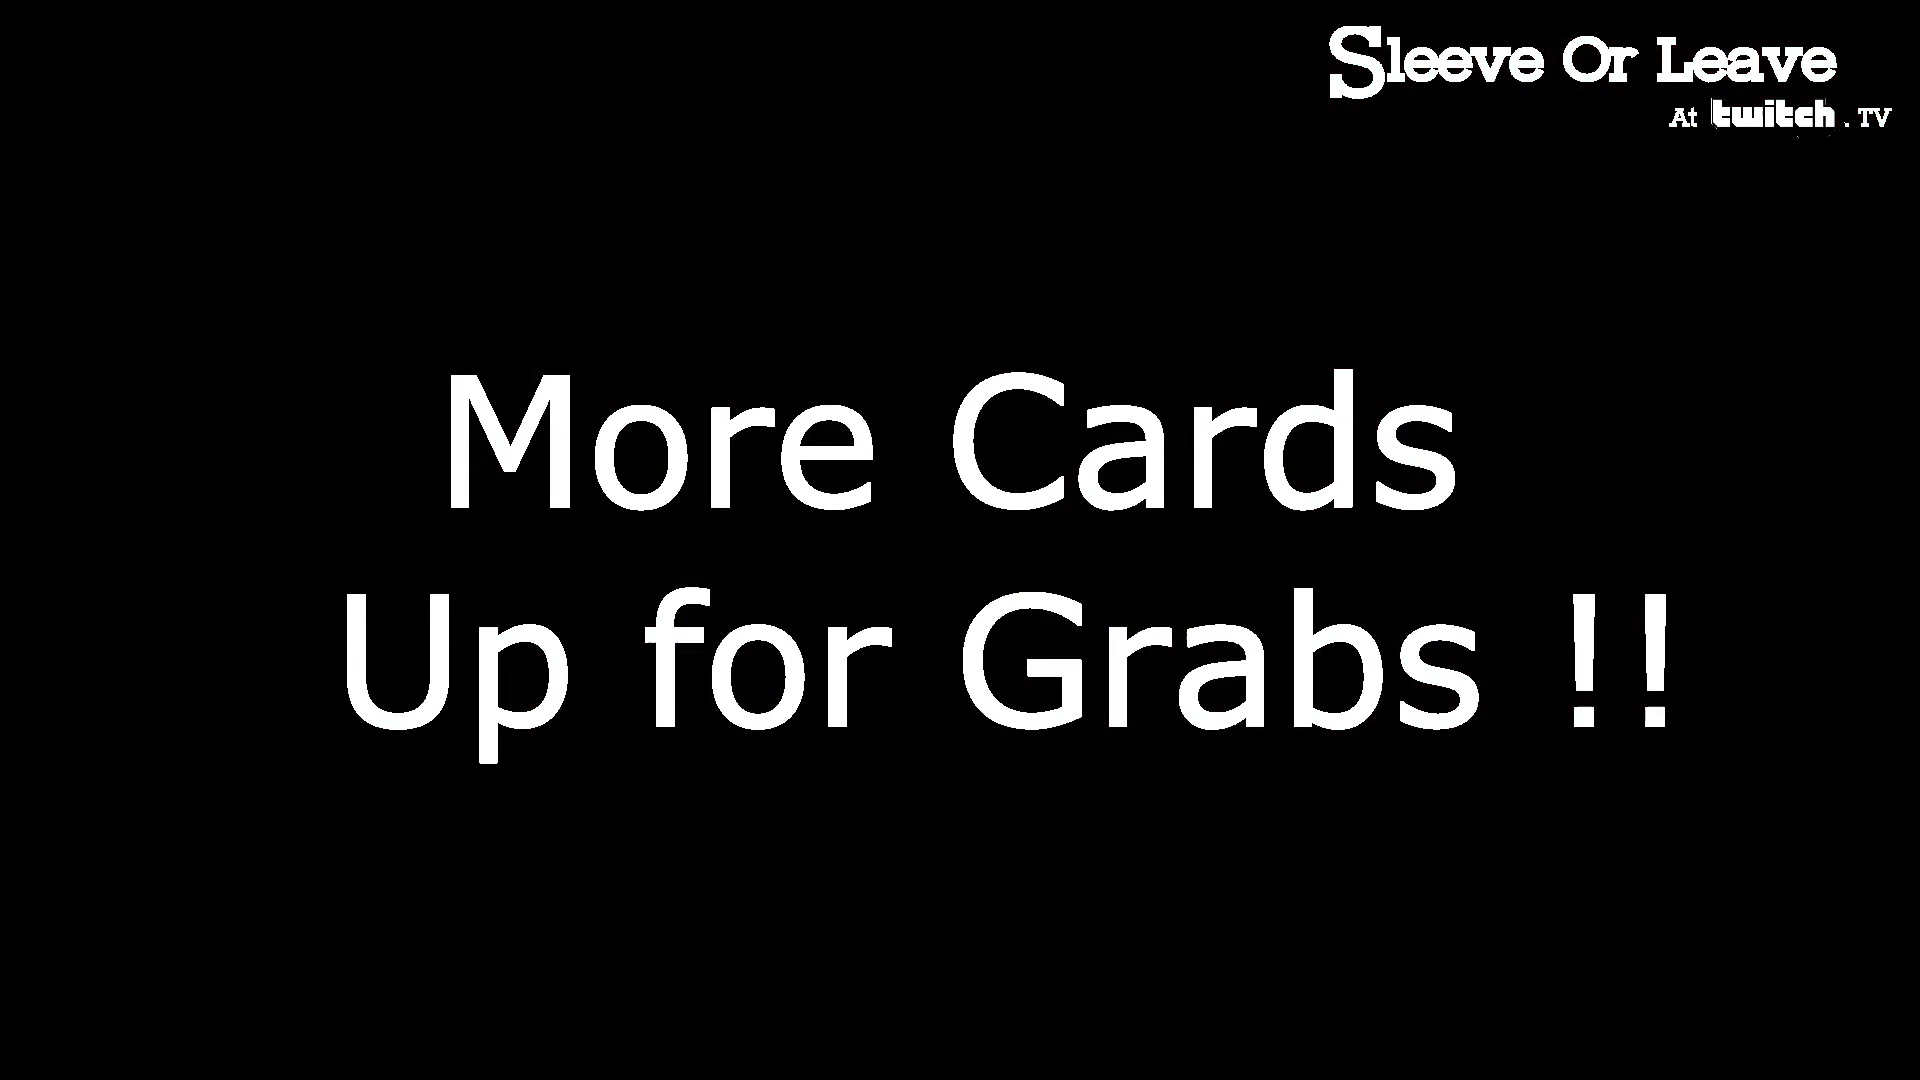 Sleeve Or Leave
At twitch . TV
More Cards
Up for Grabs !!